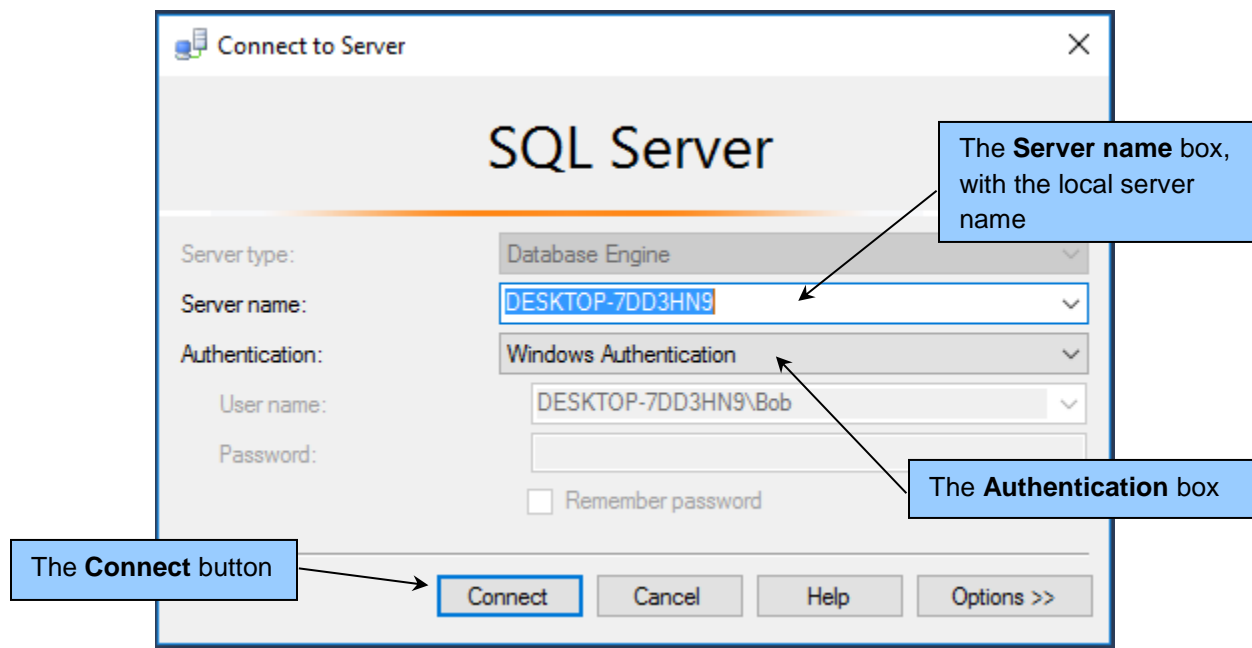 Connect to Server
SQL Server
The Server name box,
with the local server
name
Server type:
Database Engine
Server name:
DESKTOP-7DD3HN9
Authentication:
Windows Authentication
User name:
DESKTOP-7DD3HN9\Bob
Password:
The Authentication box
Remember password
The Connect button
Connect
Cancel
Help
Options >>